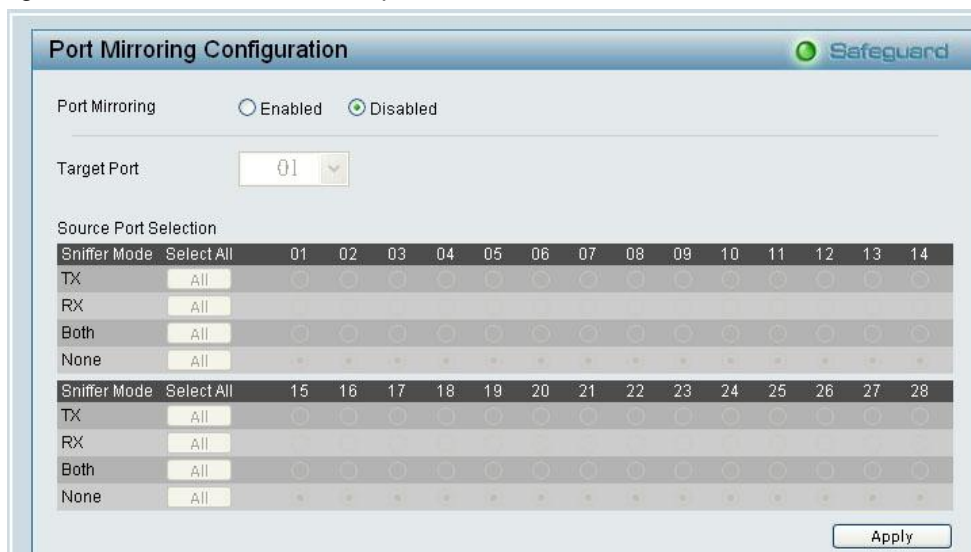 Port Mirroring Configuration Safeguard
Port Mirroring Enabled Disabled
Target Port 01
Source Port Selection
Sniffer Mode Select All 01 02 03 04 05 06 07 08 09 10 11 12 13 14
TX All
RX All
Both All
None All
Sniffer Mode Select All 15 16 17 18 19 20 21 22 23 24 25 26 27 28
TX All
RX All
Both All
None All
Apply